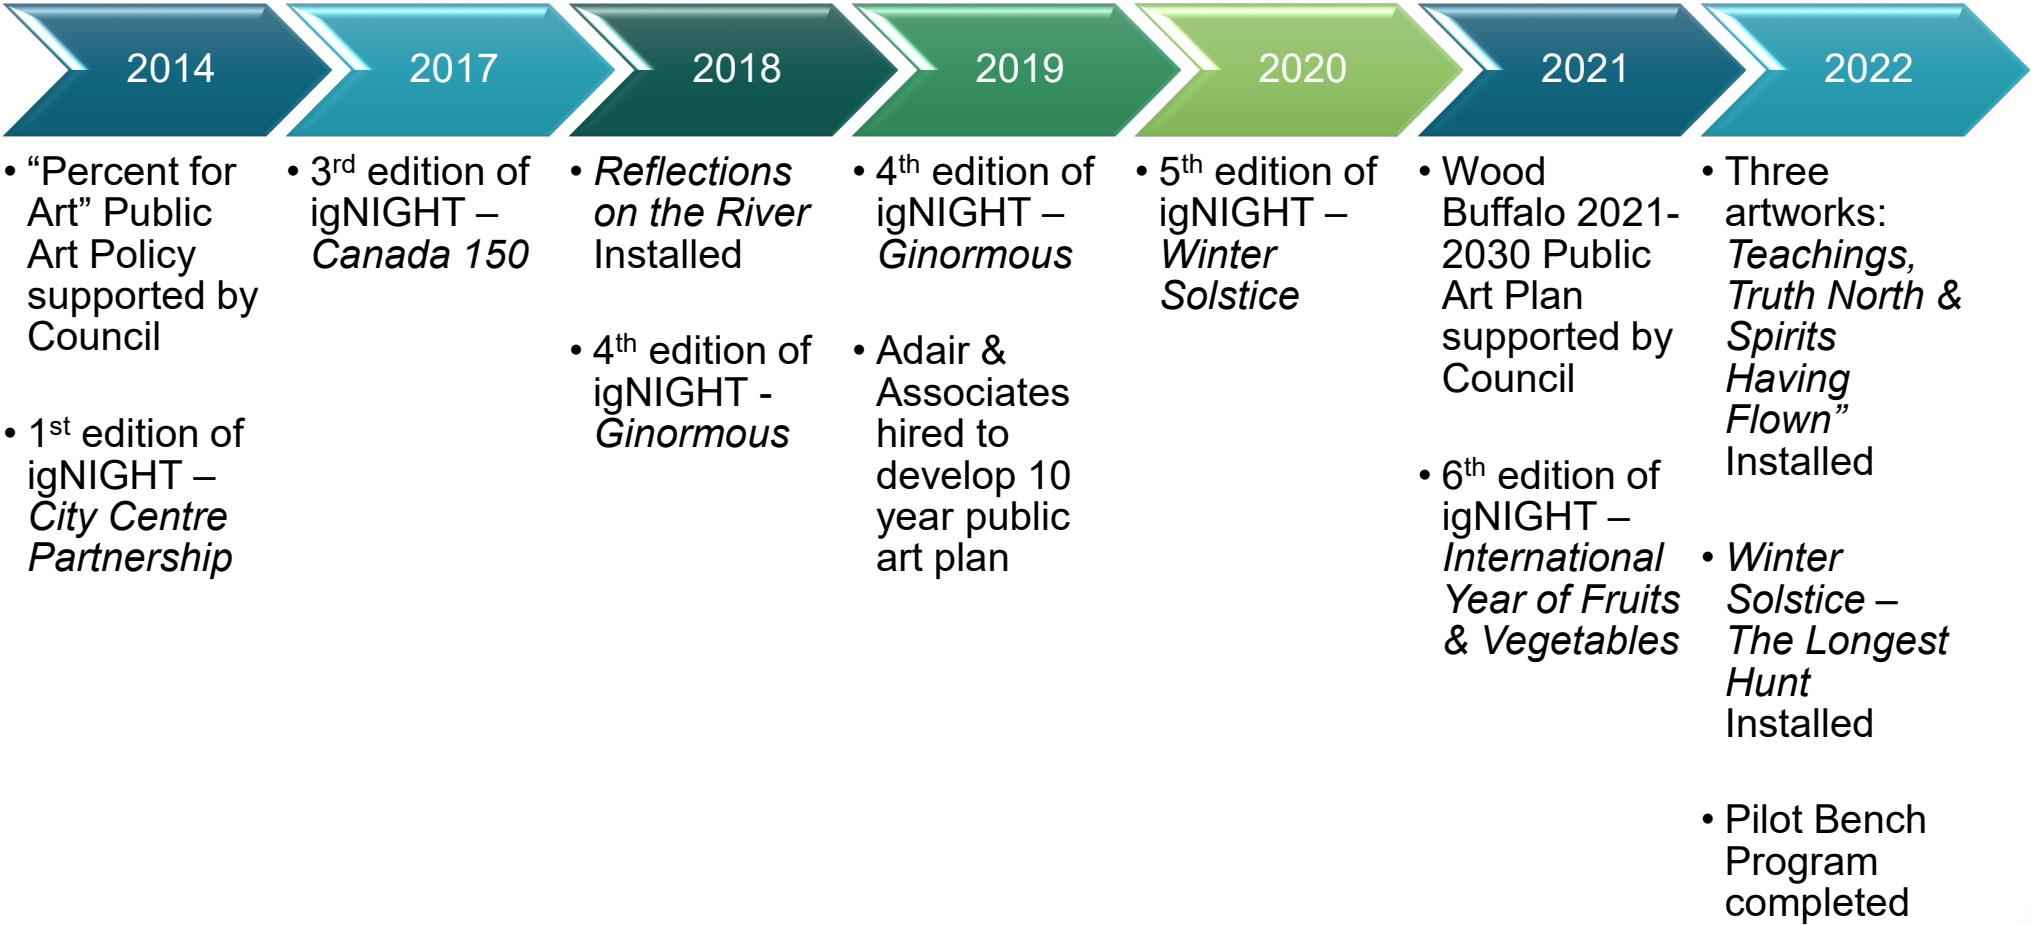 2014
2017
2018
2019
2020
2021
2022
• “Percent for
Art” Public
Art Policy
supported by
Council
• 1st edition of
igNIGHT –
City Centre
Partnership
• 3rd edition of
igNIGHT –
Canada 150
• Reflections
on the River
Installed
• 4th edition of
igNIGHT -
Ginormous
• 4th edition of
igNIGHT –
Ginormous
• Adair &
Associates
hired to
develop 10
year public
art plan
• 5th edition of
igNIGHT –
Winter
Solstice
• Wood
Buffalo 2021-
2030 Public
Art Plan
supported by
Council
• 6th edition of
igNIGHT –
International
Year of Fruits
& Vegetables
• Three
artworks:
Teachings,
Truth North &
Spirits
Having
Flown”
Installed
• Winter
Solstice –
The Longest
Hunt
Installed
• Pilot Bench
Program
completed